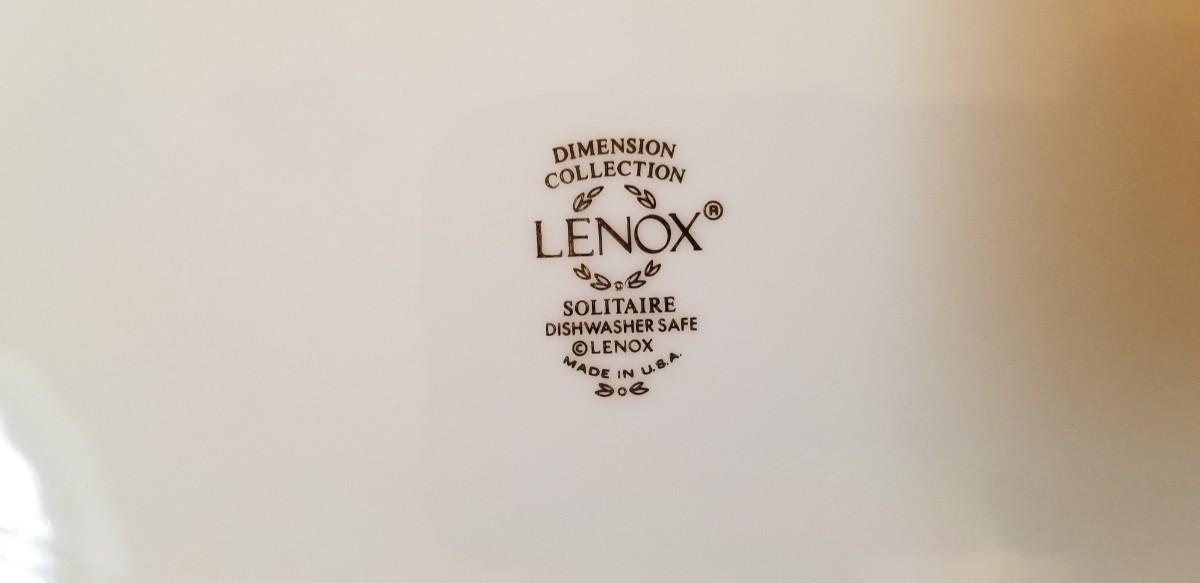 DIMENSION
COLLECTION
LENOX®
SOLITAIRE
DISHWASHER SAFE
©LENOX
MADE IN U.S.A.